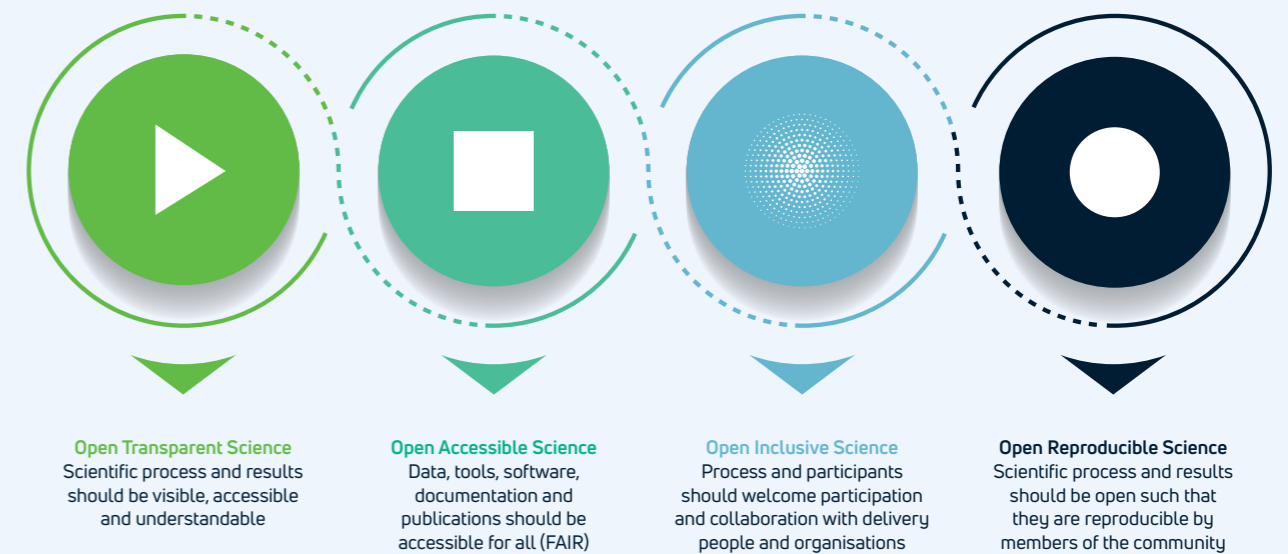 Open Transparent Science
Scientific process and results
should be visible, accessible
and understandable
Open Accessible Science
Data, tools, software,
documentation and
publications should be
accessible for all (FAIR)
Open Inclusive Science
Process and participants
should welcome participation
and collaboration with delivery
people and organisations
Open Reproducible Science
Scientific process and results
should be open such that
they are reproducible by
members of the community